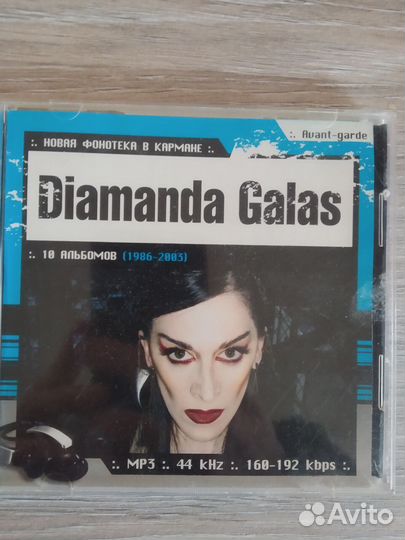 :. Avant-garde
:. НОВАЯ ФОНОТЕКА В КАРМАНЕ :.
Diamanda Galas
:. 10 АЛЬБОМОВ (1986-2003)
:. MP3 :. 44 kHz :. 160-192 kbps :.
Avito